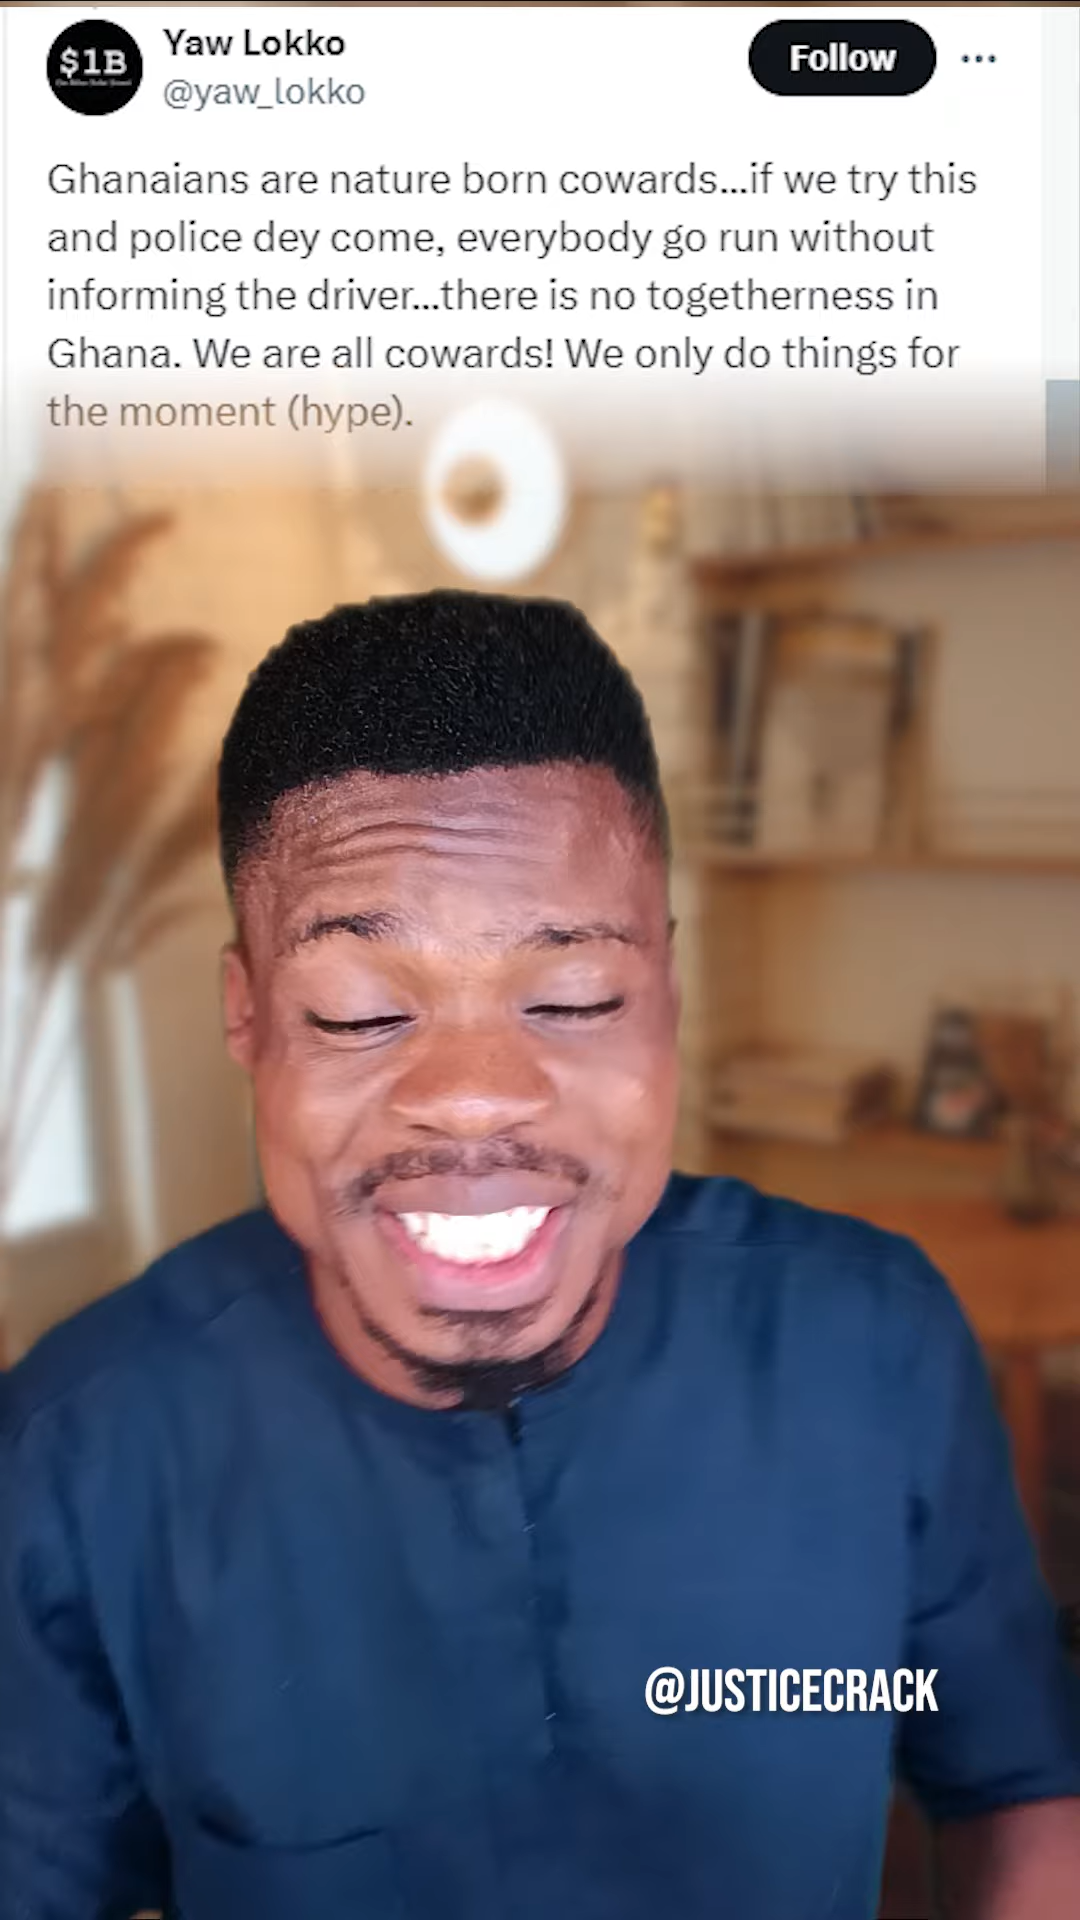 $1B
Yaw Lokko
@yaw_lokko
Follow
Ghanaians are nature born cowards...if we try this
and police dey come, everybody go run without
informing the driver...there is no togetherness in
Ghana. We are all cowards! We only do things for
the moment (hype).
@JUSTICECRACK